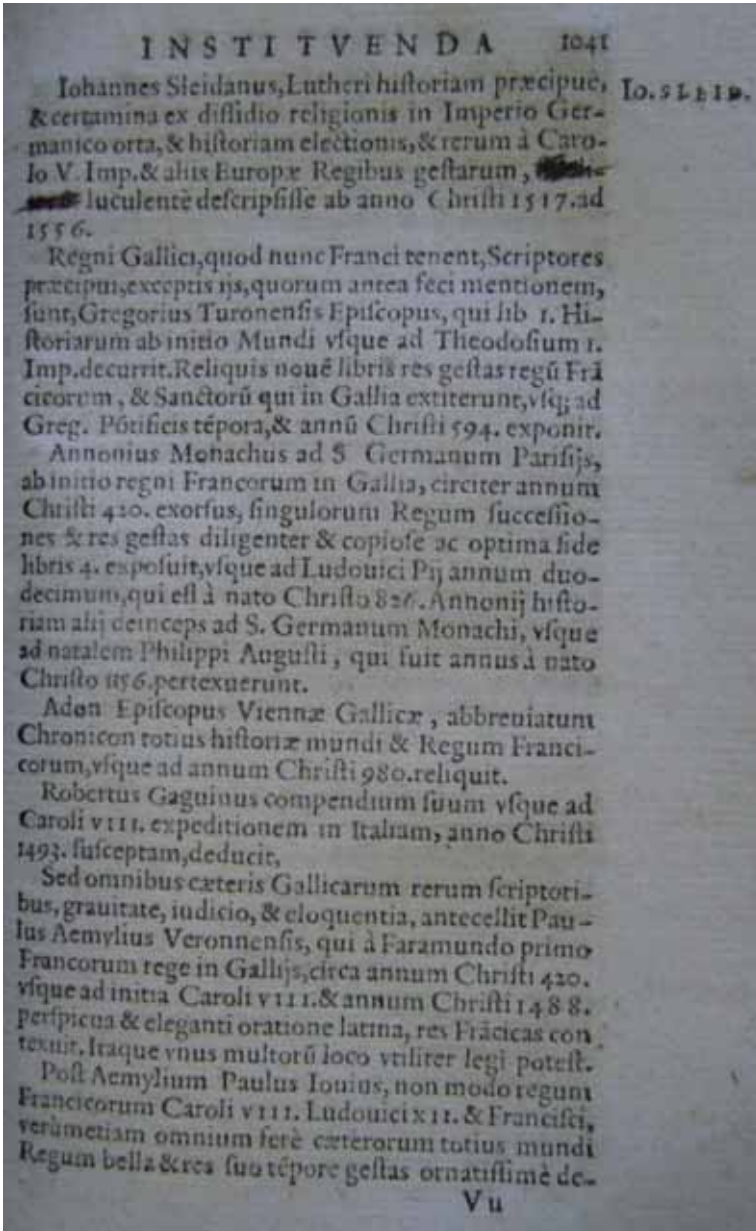 INSTITVENDA 1041
Iohannes Sleidanus, Lutheri hiſtoriam præcipue, Io. SLEID.
& certamina ex diſſidio religionis in Imperio Ger-
manico orta, & hiſtoriam electionis, & rerum à Caro-
lo V. Imp. & aliis Europæ Regibus geſtarum,
luculentè deſcripſiſſe ab anno Chriſti 1517. ad
1556.
Regni Gallici, quod nunc Franci tenent, Scriptores
præcipui, exceptis ijs, quorum antea feci mentionem,
ſunt, Gregorius Turonenſis Epiſcopus, qui lib 1. Hi-
ſtoriarum ab initio Mundi vſque ad Theodoſium 1.
Imp. decurrit. Reliquis nouẽ libris res geſtas regũ Frã
cicorum, & Sanctorũ qui in Gallia extiterunt, vſq; ad
Greg. Põtificis tẽpora, & annũ Chriſti 594. exponit.
Annonius Monachus ad S Germanum Pariſijs,
ab initio regni Francorum in Gallia, circiter annum
Chriſti 420. exorſus, ſingulorum Regum ſucceſſio-
nes & res geſtas diligenter & copioſe ac optima fide
libris 4. expoſuit, vſque ad Ludouici Pij annum duo-
decimum, qui eſt à nato Chriſto 826. Annonij hiſto-
riam alij deinceps ad S. Germanum Monachi, vſque
ad natalem Philippi Auguſti, qui fuit annus à nato
Chriſto 1156. pertexuerunt.
Adon Epiſcopus Viennæ Gallicæ, abbreuiatum
Chronicon totius hiſtoriæ mundi & Regum Franci-
corum, vſque ad annum Chriſti 980. reliquit.
Robertus Gaguinus compendium ſuum vſque ad
Caroli VIII. expeditionem in Italiam, anno Chriſti
1493. ſuſceptam, deducit.
Sed omnibus cæteris Gallicarum rerum ſcriptori-
bus, grauitate, iudicio, & eloquentia, antecellit Pau-
lus Aemylius Veronnenſis, qui à Faramundo primo
Francorum rege in Gallijs, circa annum Chriſti 420.
vſque ad initia Caroli VIII. & annum Chriſti 1488.
perſpicua & eleganti oratione latina, res Frãcicas con
texuit. Itaque vnus multorũ loco vtiliter legi poteſt.
Poſt Aemylium Paulus Iouius, non modo regum
Francicorum Caroli VIII. Ludouici XII. & Franciſci,
verùmetiam omnium ferè cæterorum totius mundi
Regum bella & res ſuo tẽpore geſtas ornatiſſimè de-
Vu